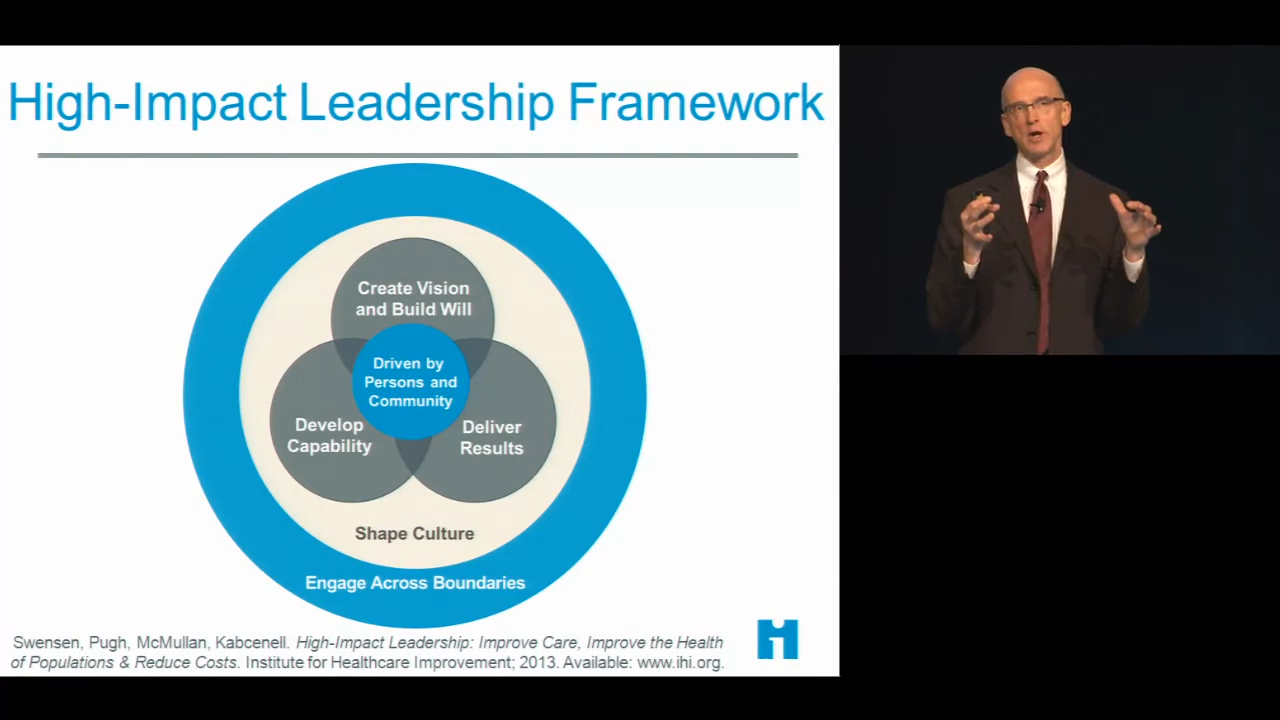 High-Impact Leadership Framework
Create Vision
and Build Will
Driven by
Persons and
Community
Develop
Capability
Deliver
Results
Shape Culture
Engage Across Boundaries
Swensen, Pugh, McMullan, Kabcenell. High-Impact Leadership: Improve Care, Improve the Health
of Populations & Reduce Costs. Institute for Healthcare Improvement; 2013. Available: www.ihi.org.